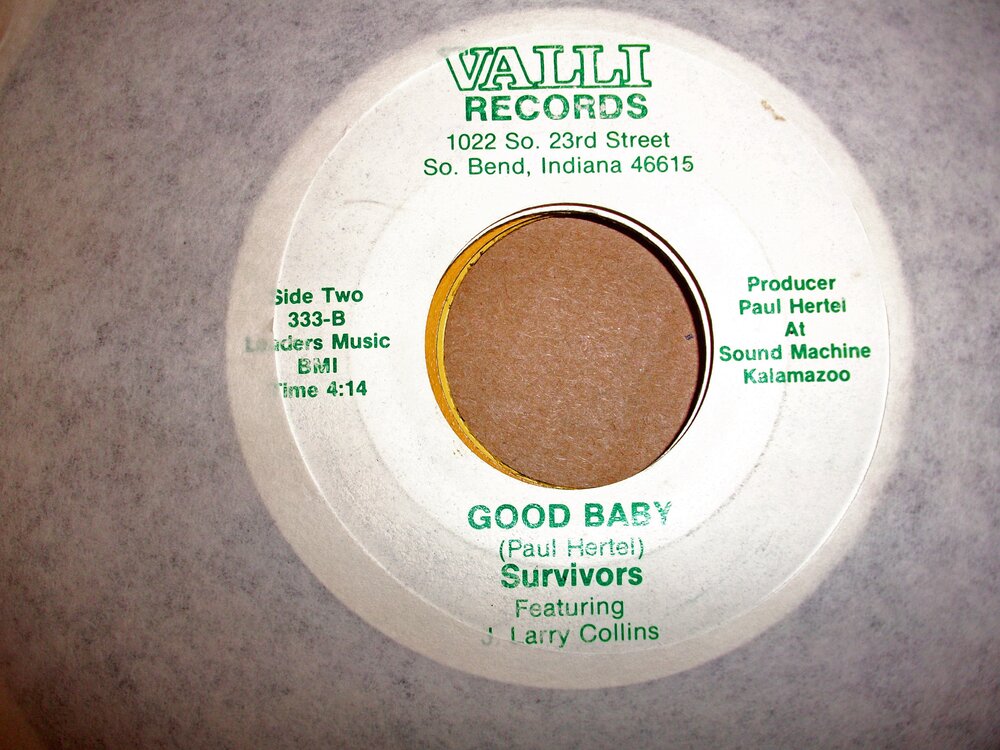 VALLI
RECORDS
1022 So. 23rd Street
So. Bend, Indiana 46615
Side Two
333-B
Leaders Music
BMI
Time 4:14
Producer
Paul Hertel
At
Sound Machine
Kalamazoo
GOOD BABY
(Paul Hertel)
Survivors
Featuring
J. Larry Collins